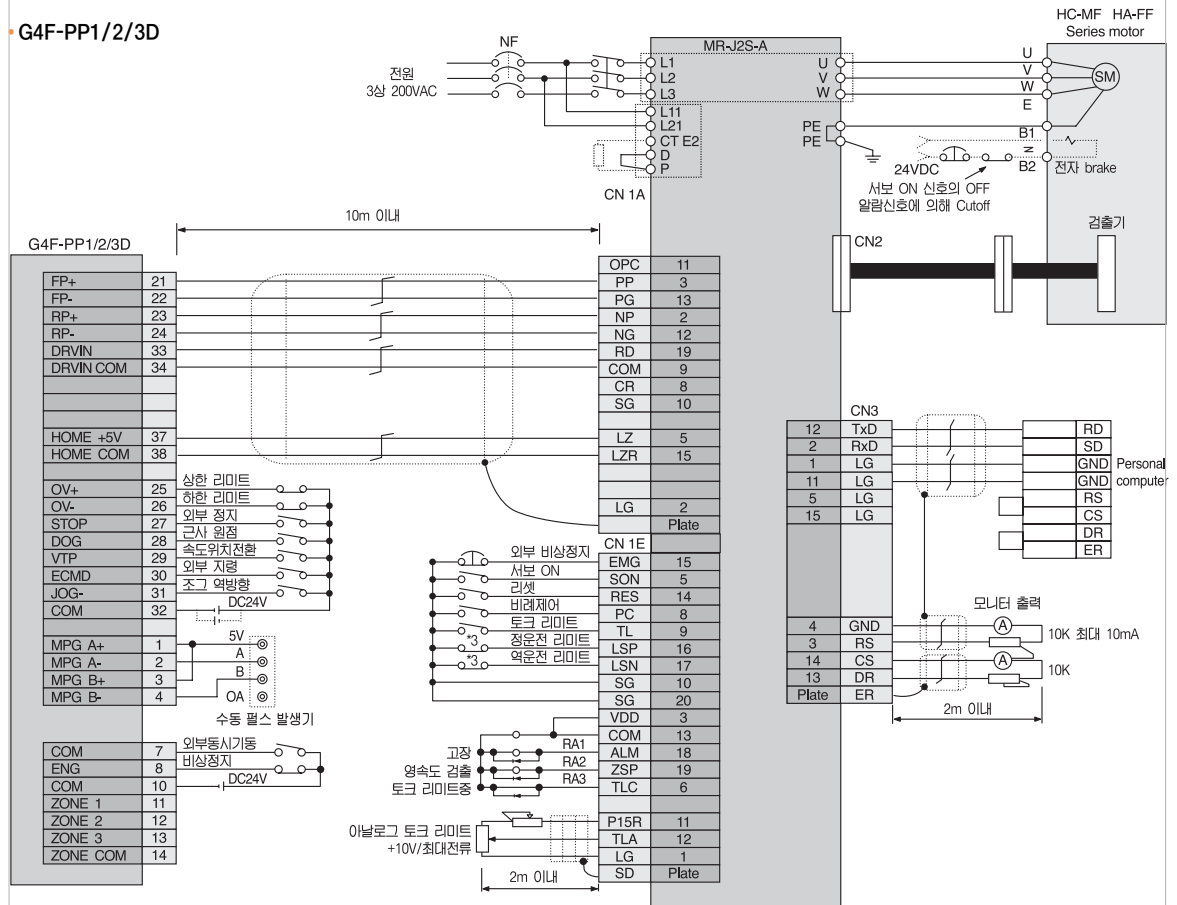 G4F-PP1/2/3D
HC-MF HA-FF
Series motor
NF
MR-J2S-A
전원
3상 200VAC
L1
L2
L3
L11
L21
CT E2
D
P
U
V
W
PE
PE
U
V
W
E
SM
B1
B2
24VDC
전자 brake
서보 ON 신호의 OFF
알람신호에 의해 Cutoff
CN 1A
10m 이내
CN2
검출기
G4F-PP1/2/3D
FP+ 21
FP- 22
RP+ 23
RP- 24
DRVIN 33
DRVIN COM 34
HOME +5V 37
HOME COM 38
OV+ 25 상한 리미트
OV- 26 하한 리미트
STOP 27 외부 정지
DOG 28 근사 원점
VTP 29 속도위치전환
ECMD 30 외부 지령
JOG- 31 조그 역방향
COM 32 DC24V
MPG A+ 1 5V
MPG A- 2 A
MPG B+ 3 B
MPG B- 4 OA
수동 펄스 발생기
COM 7 외부동시기동
ENG 8 비상정지
COM 10 DC24V
ZONE 1 11
ZONE 2 12
ZONE 3 13
ZONE COM 14
OPC 11
PP 3
PG 13
NP 2
NG 12
RD 19
COM 9
CR 8
SG 10
LZ 5
LZR 15
LG 2
Plate
CN 1E
외부 비상정지 EMG 15
서보 ON SON 5
리셋 RES 14
비례제어 PC 8
토크 리미트 TL 9
*3 정운전 리미트 LSP 16
*3 역운전 리미트 LSN 17
SG 10
SG 20
VDD 3
COM 13
고장 RA1 ALM 18
영속도 검출 RA2 ZSP 19
토크 리미트중 RA3 TLC 6
P15R 11
아날로그 토크 리미트 TLA 12
+10V/최대전류 LG 1
SD Plate
2m 이내
CN3
12 TxD RD
2 RxD SD
1 LG GND
11 LG GND
5 LG RS
15 LG CS
DR
ER
Personal
computer
모니터 출력
4 GND A
3 RS
10K 최대 10mA
14 CS A
13 DR
10K
Plate ER
2m 이내